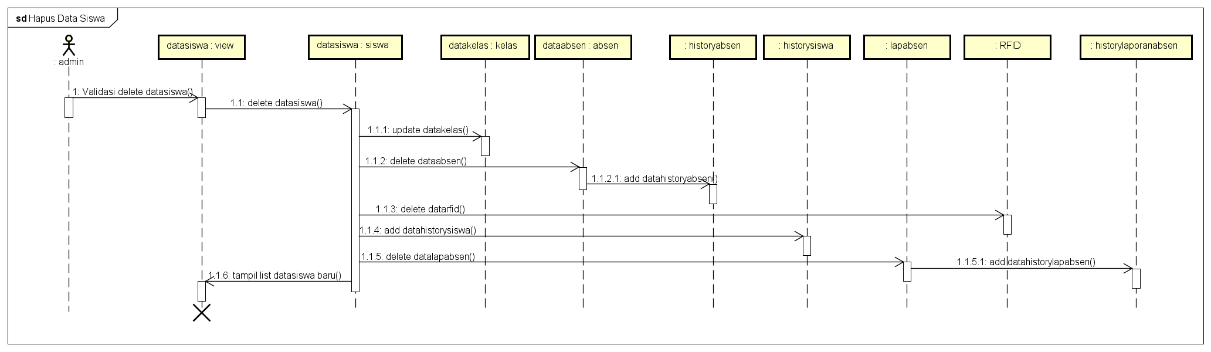 sd Hapus Data Siswa
: admin
datasiswa : view
datasiswa : siswa
datakelas : kelas
dataabsen : absen
: historyabsen
: historysiswa
: lapabsen
: RFID
: historylaporanabsen
1: Validasi delete datasiswa()
1.1: delete datasiswa()
1.1.1: update datakelas()
1.1.2: delete dataabsen()
1.1.2.1: add datahistoryabsen()
1.1.3: delete datarfid()
1.1.4: add datahistorysiswa()
1.1.5: delete datalapabsen()
1.1.5.1: add datahistorylapabsen()
1.1.6: tampil list datasiswa baru()